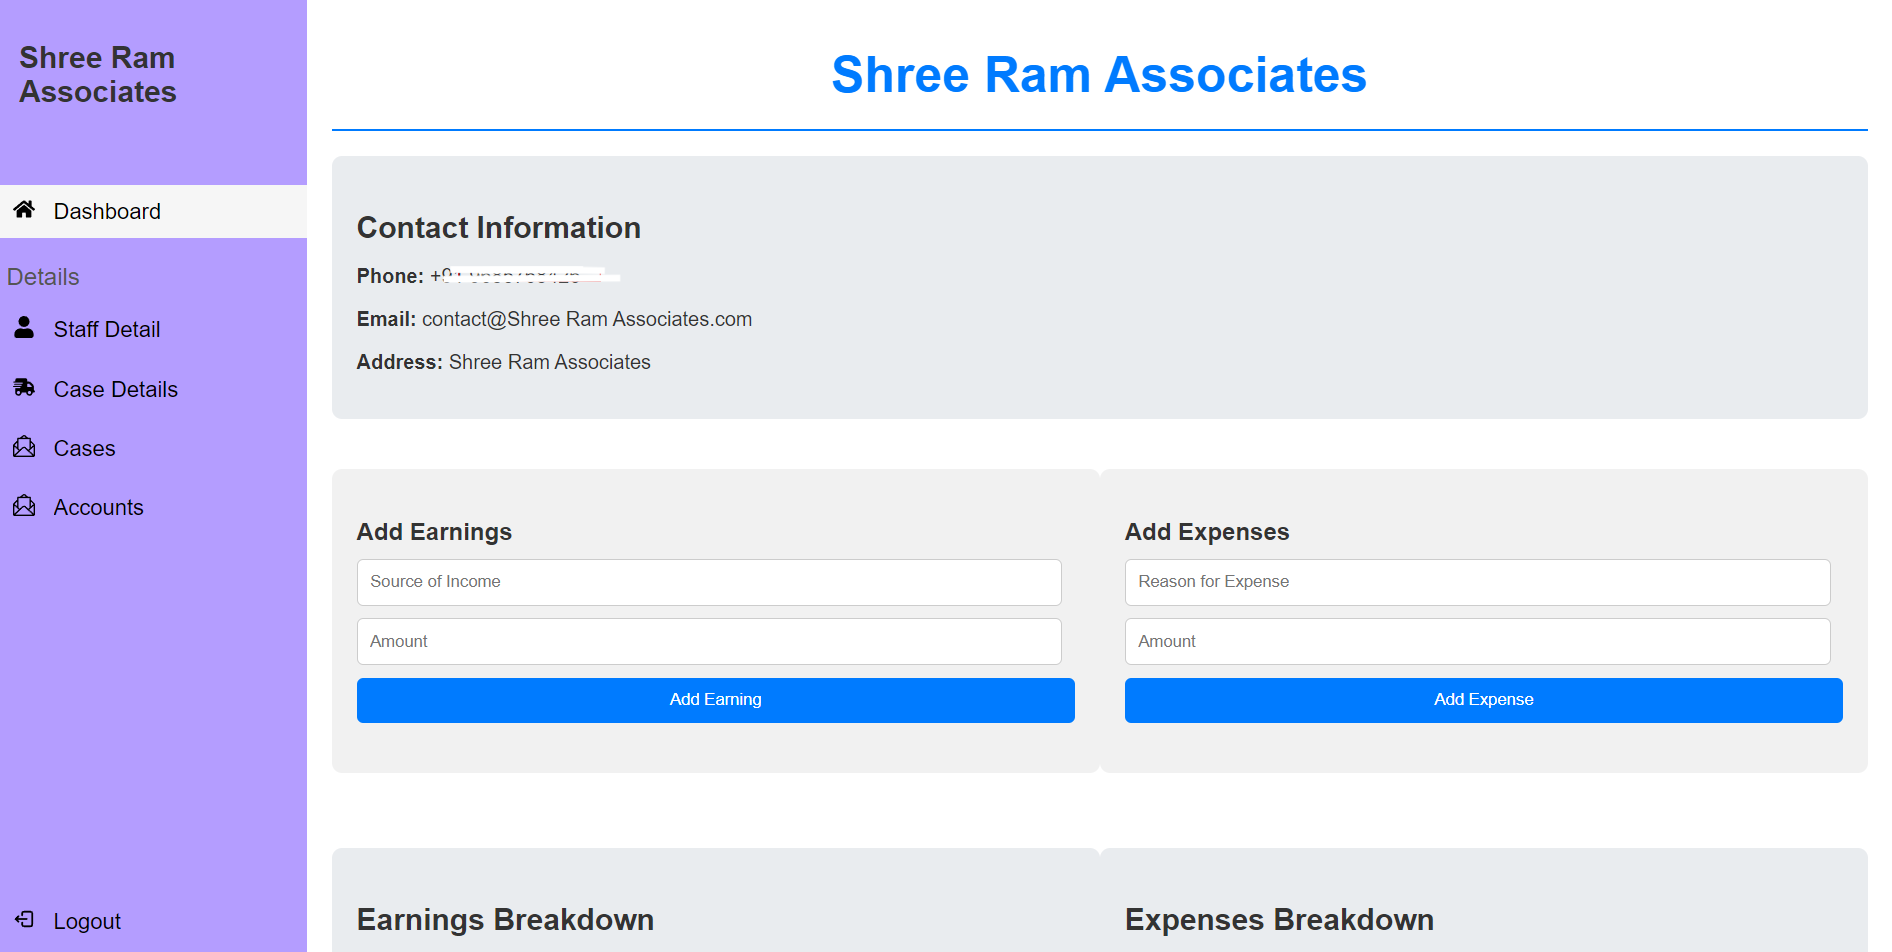 Shree Ram
Associates
Dashboard
Details
Staff Detail
Case Details
Cases
Accounts
Logout
Shree Ram Associates
Contact Information
Phone:
Email: contact@Shree Ram Associates.com
Address: Shree Ram Associates
Add Earnings
Source of Income
Amount
Add Earning
Add Expenses
Reason for Expense
Amount
Add Expense
Earnings Breakdown
Expenses Breakdown